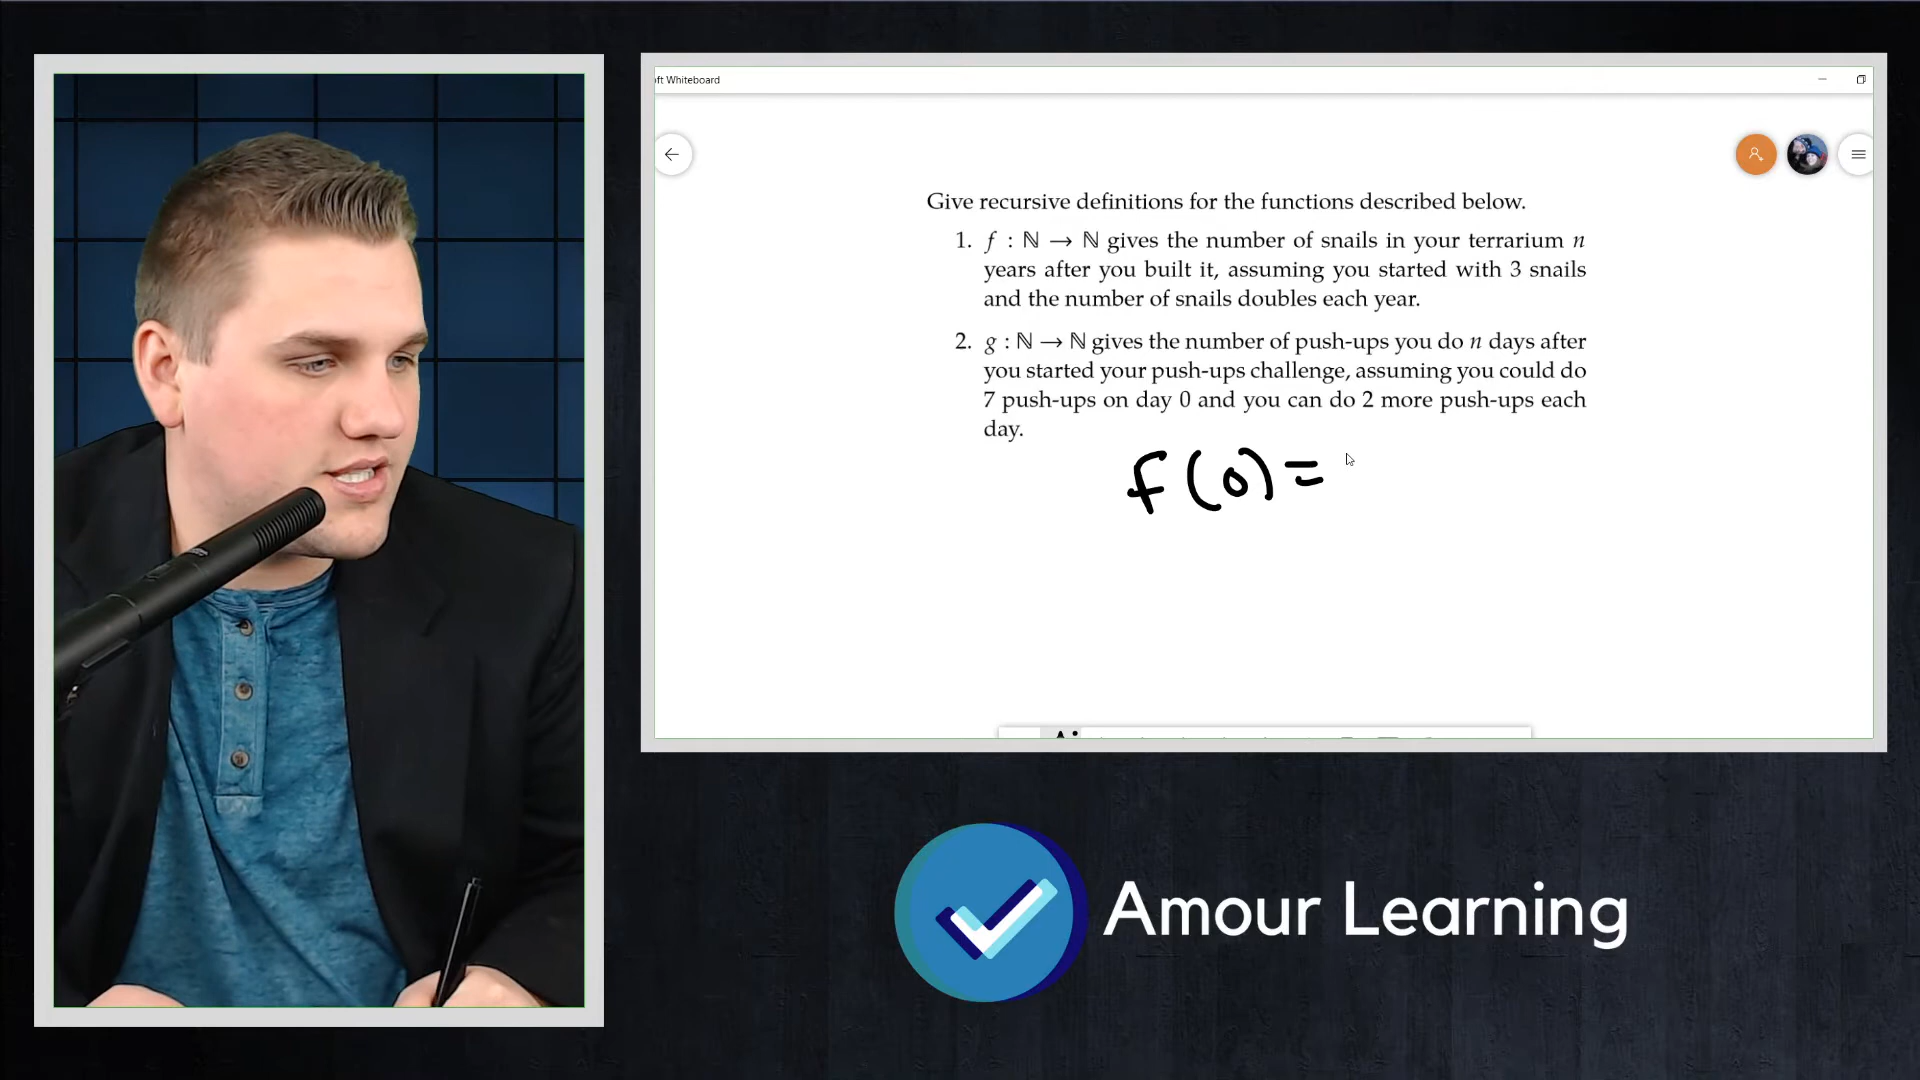 oft Whiteboard
Give recursive definitions for the functions described below.
1. f : ℕ → ℕ gives the number of snails in your terrarium n
years after you built it, assuming you started with 3 snails
and the number of snails doubles each year.
2. g : ℕ → ℕ gives the number of push-ups you do n days after
you started your push-ups challenge, assuming you could do
7 push-ups on day 0 and you can do 2 more push-ups each
day.
f(0)=
Amour Learning